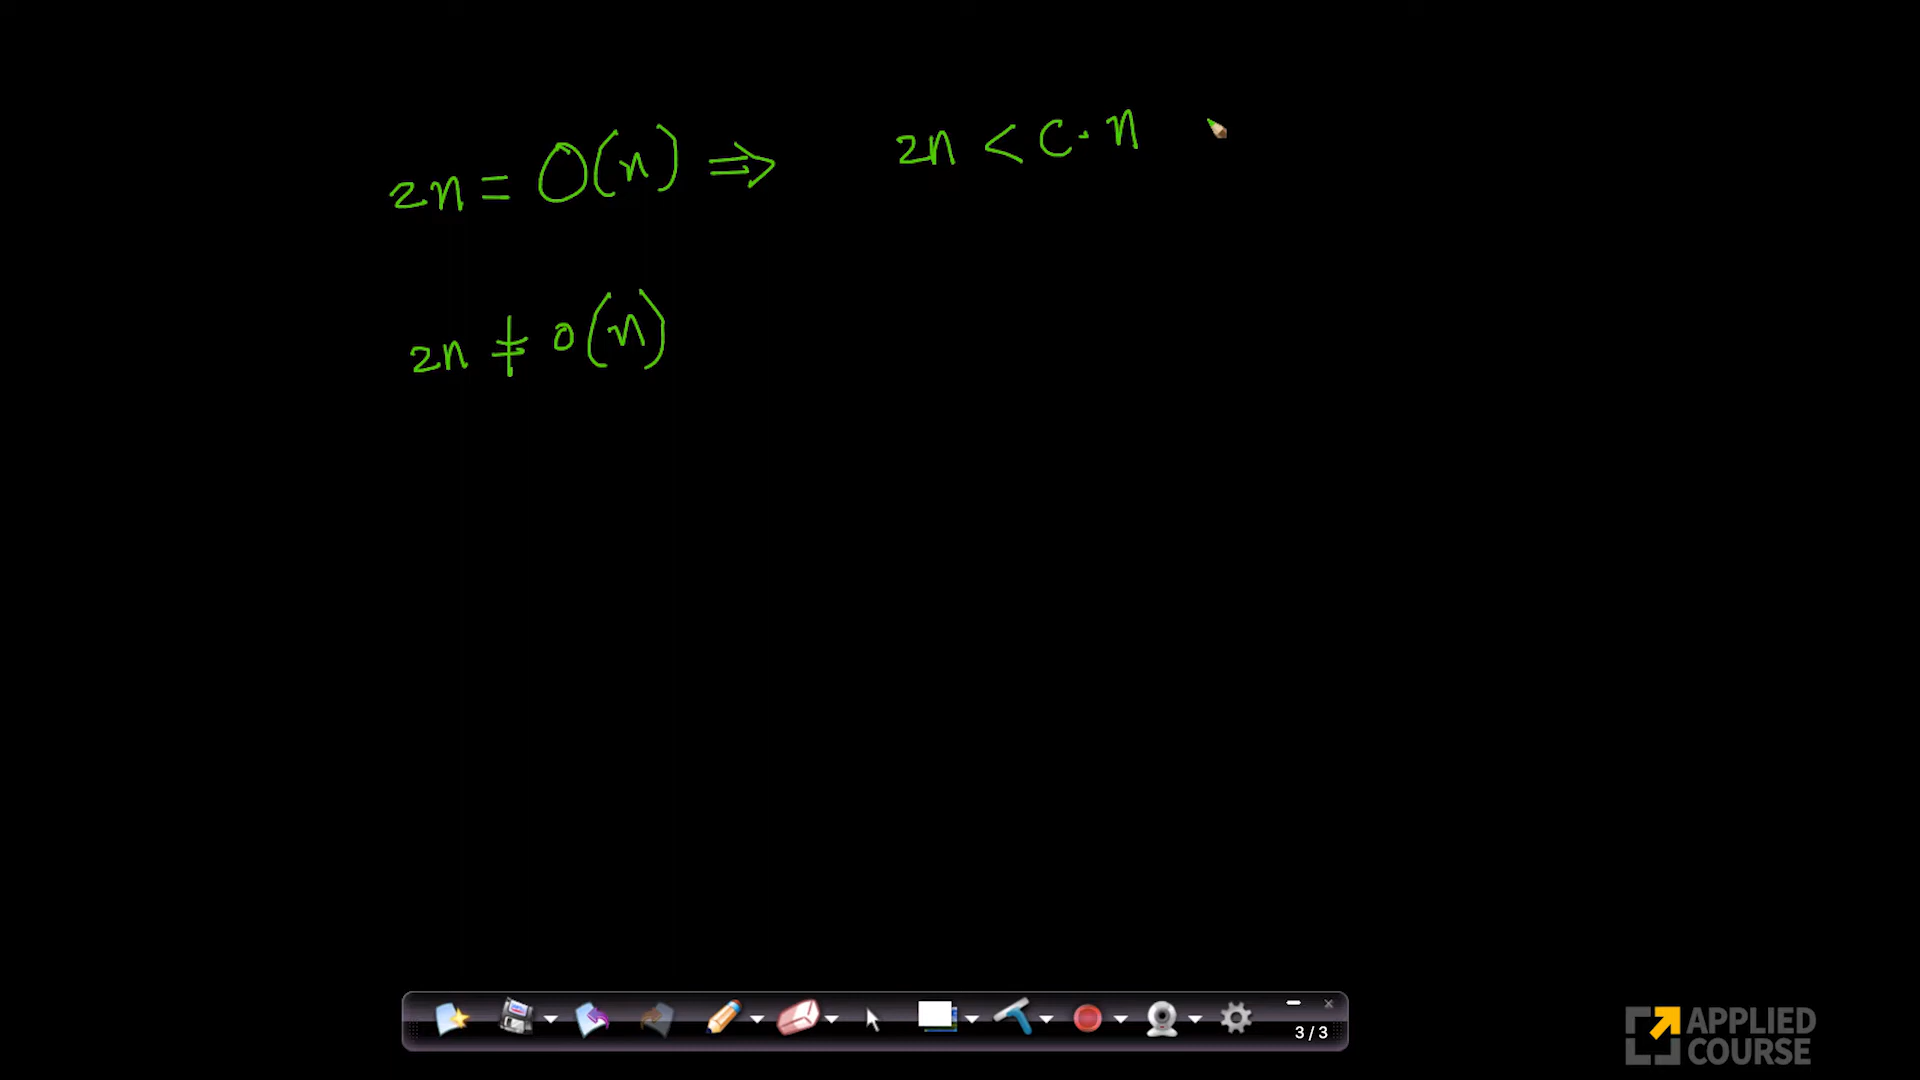 2n = O(n) ⇒ 2n < c·n
2n ≠ o(n)
3 / 3
APPLIED
COURSE